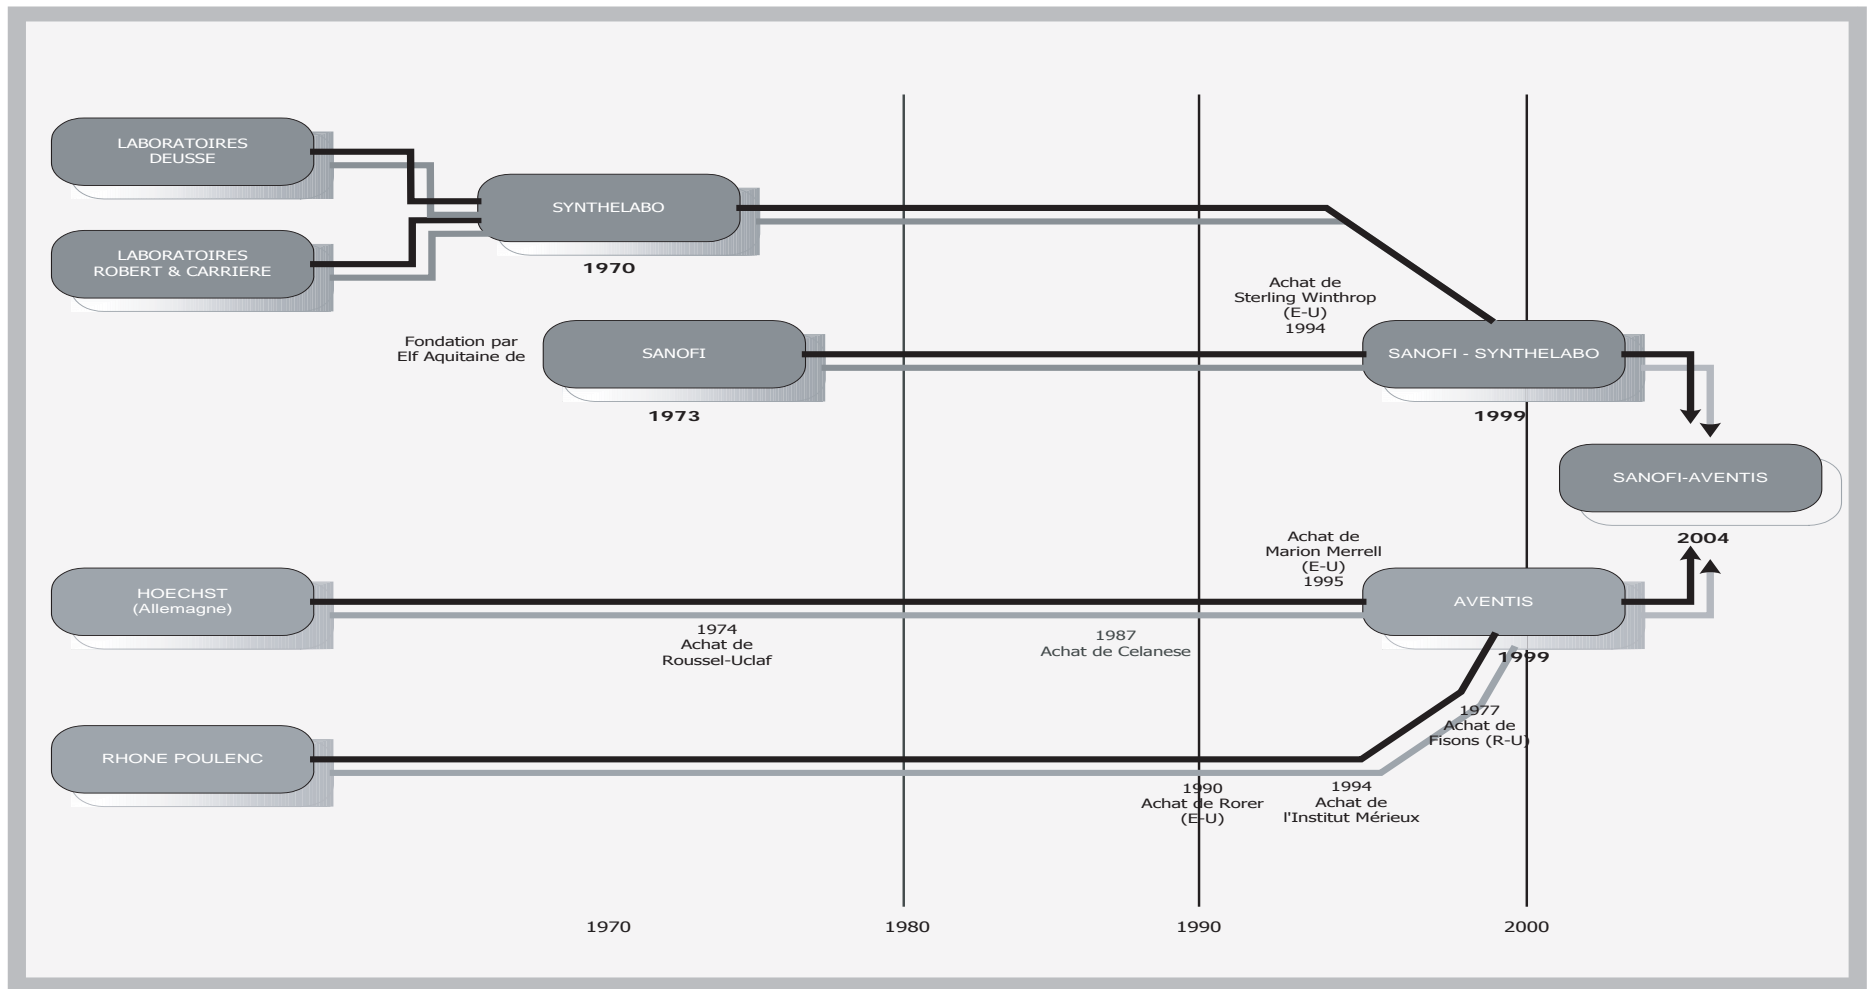 LABORATOIRES
DEUSSE
LABORATOIRES
ROBERT & CARRIERE
SYNTHELABO
1970
Fondation par
Elf Aquitaine de
SANOFI
1973
Achat de
Sterling Winthrop
(E-U)
1994
SANOFI - SYNTHELABO
1999
SANOFI-AVENTIS
2004
HOECHST
(Allemagne)
1974
Achat de
Roussel-Uclaf
1987
Achat de Celanese
Achat de
Marion Merrell
(E-U)
1995
AVENTIS
1999
RHONE POULENC
1977
Achat de
Fisons (R-U)
1990
Achat de Rorer
(E-U)
1994
Achat de
l'Institut Mérieux
1970
1980
1990
2000